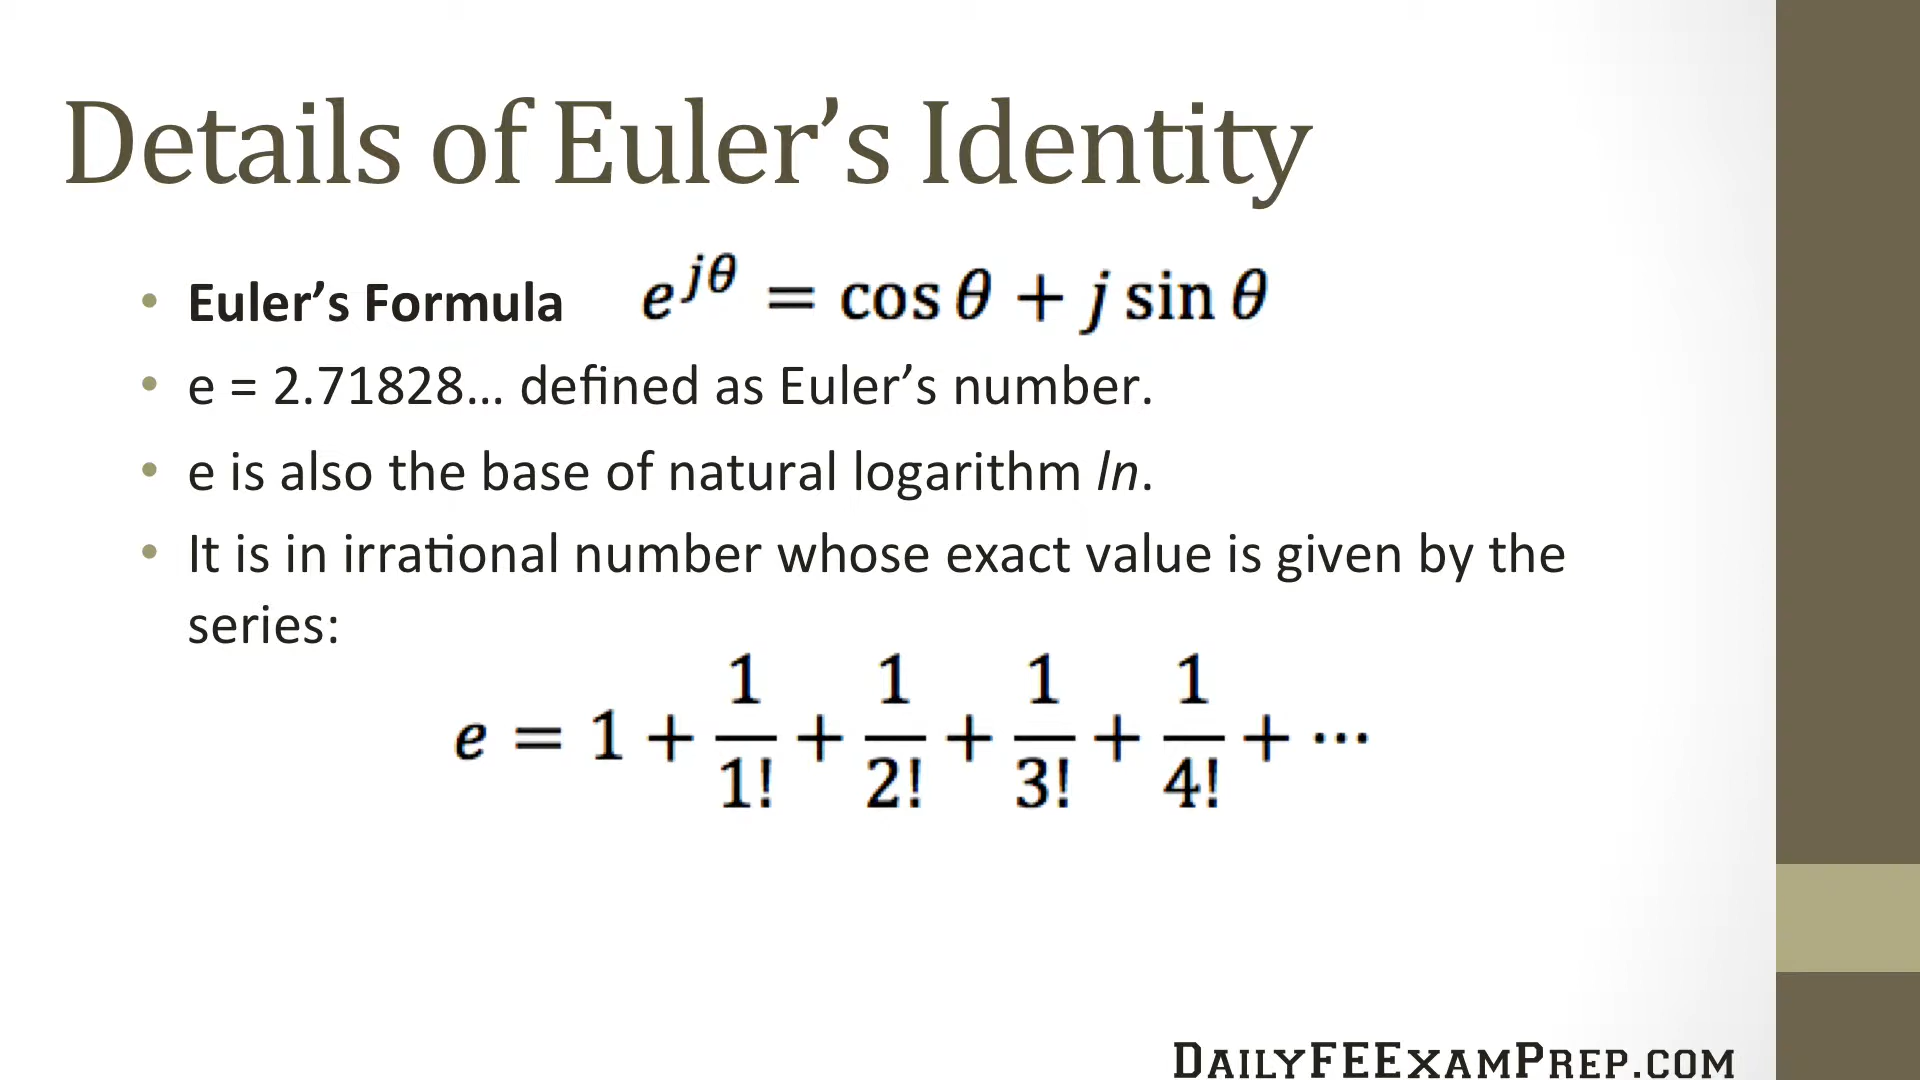 Details of Euler’s Identity
• Euler’s Formula e^{jθ} = cos θ + j sin θ
• e = 2.71828… defined as Euler’s number.
• e is also the base of natural logarithm ln.
• It is in irrational number whose exact value is given by the
series:
e = 1 + 1/1! + 1/2! + 1/3! + 1/4! + ⋯
DailyFEExamPrep.com